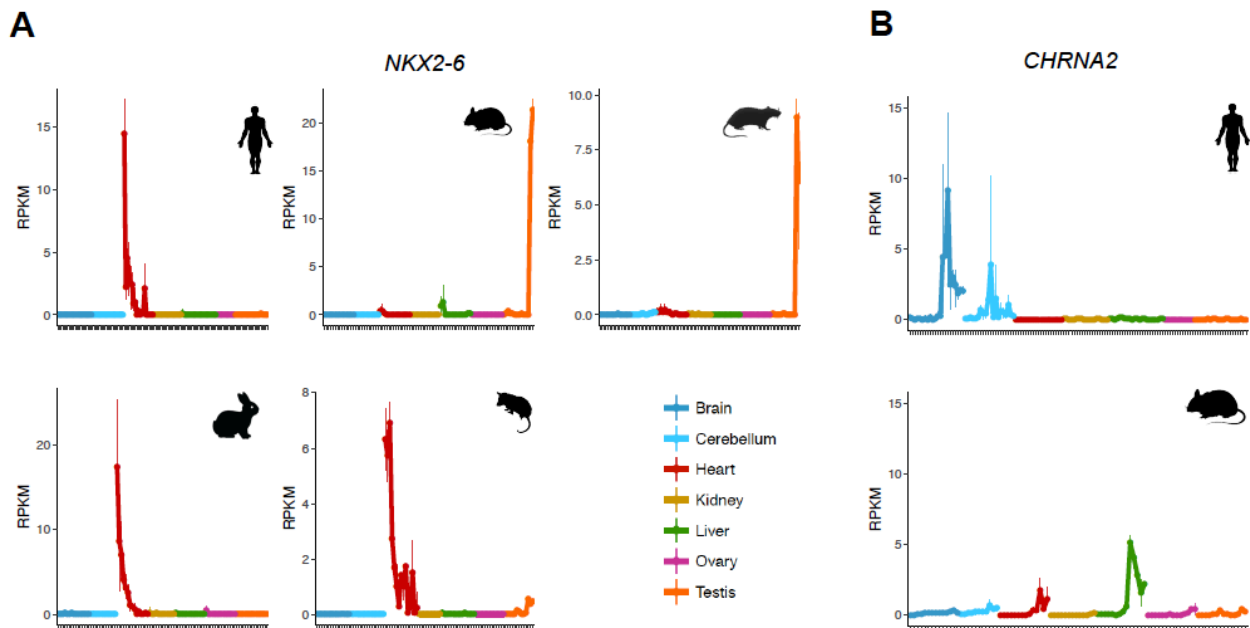 A
B
NKX2-6
CHRNA2
RPKM
15
10
5
0
RPKM
20
15
10
5
0
RPKM
10.0
7.5
5.0
2.5
0.0
RPKM
15
10
5
0
RPKM
20
10
0
RPKM
8
6
4
2
0
Brain
Cerebellum
Heart
Kidney
Liver
Ovary
Testis
RPKM
15
10
5
0